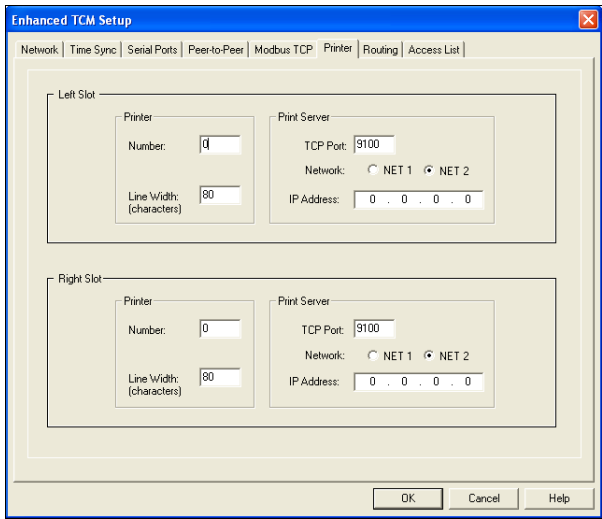 Enhanced TCM Setup
Network Time Sync Serial Ports Peer-to-Peer Modbus TCP Printer Routing Access List
Left Slot
Printer Print Server
Number: 0 TCP Port: 9100
Network: NET 1 NET 2
Line Width: 80 IP Address: 0 . 0 . 0 . 0
(characters)
Right Slot
Printer Print Server
Number: 0 TCP Port: 9100
Network: NET 1 NET 2
Line Width: 80 IP Address: 0 . 0 . 0 . 0
(characters)
OK Cancel Help